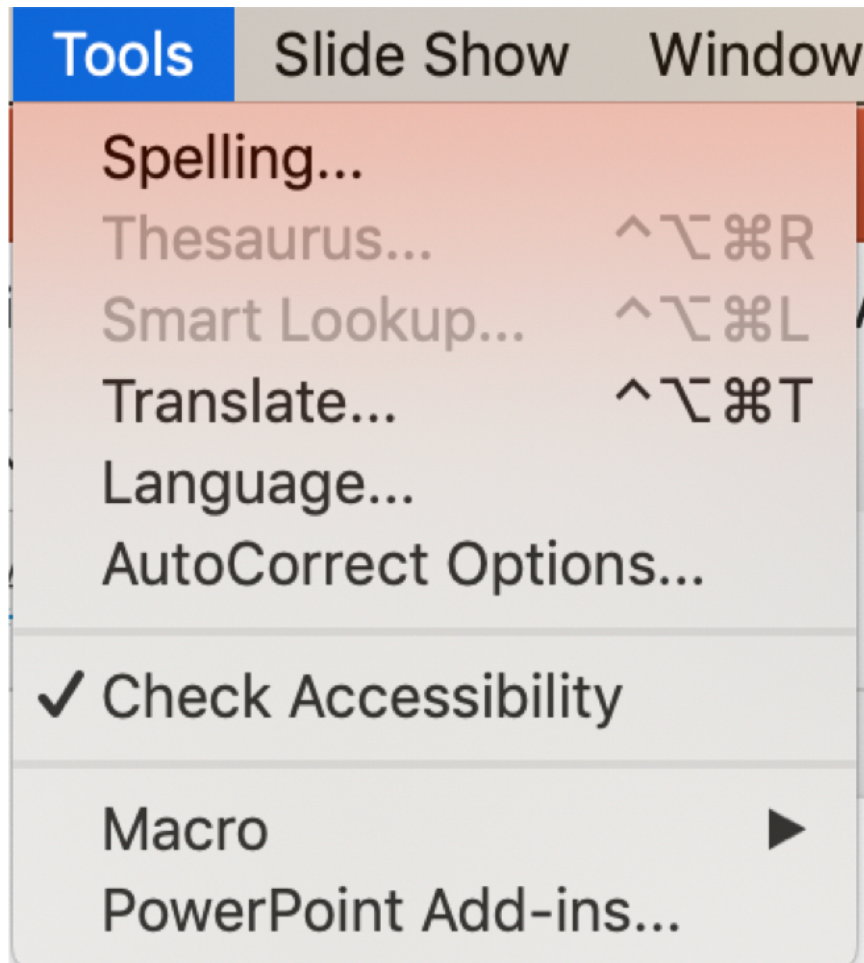 Tools Slide Show Window
Spelling...
Thesaurus... ^⌥⌘R
Smart Lookup... ^⌥⌘L
Translate... ^⌥⌘T
Language...
AutoCorrect Options...
✓ Check Accessibility
Macro ▶
PowerPoint Add-ins...